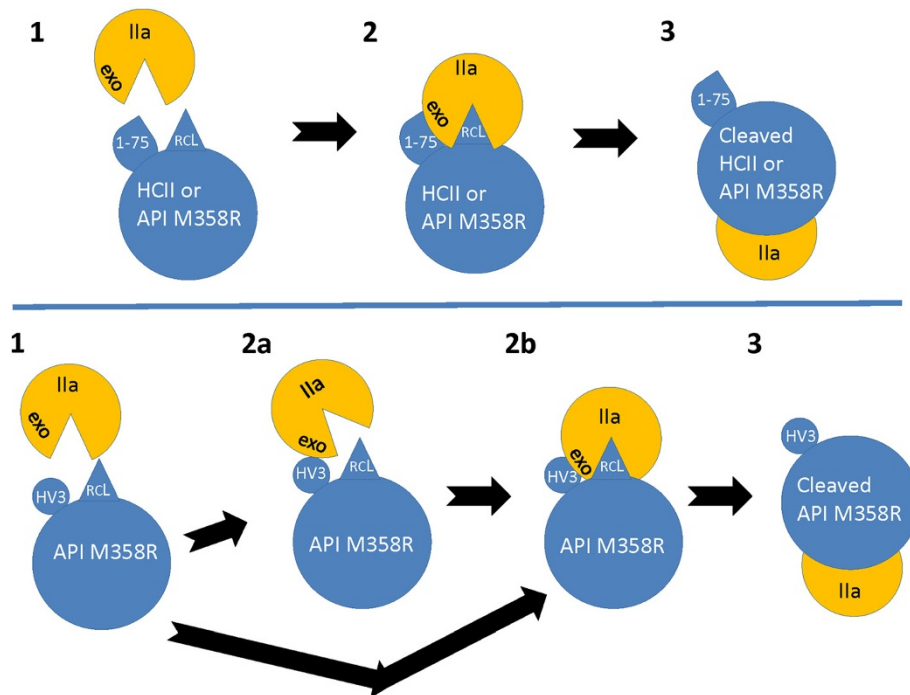 1
2
3
IIa
exo
1-75
RCL
HCII or
API M358R
IIa
exo
1-75
RCL
HCII or
API M358R
1-75
Cleaved
HCII or
API M358R
IIa
1
2a
2b
3
IIa
exo
HV3
RCL
API M358R
IIa
exo
HV3
RCL
API M358R
IIa
exo
HV3
RCL
API M358R
HV3
Cleaved
API M358R
IIa